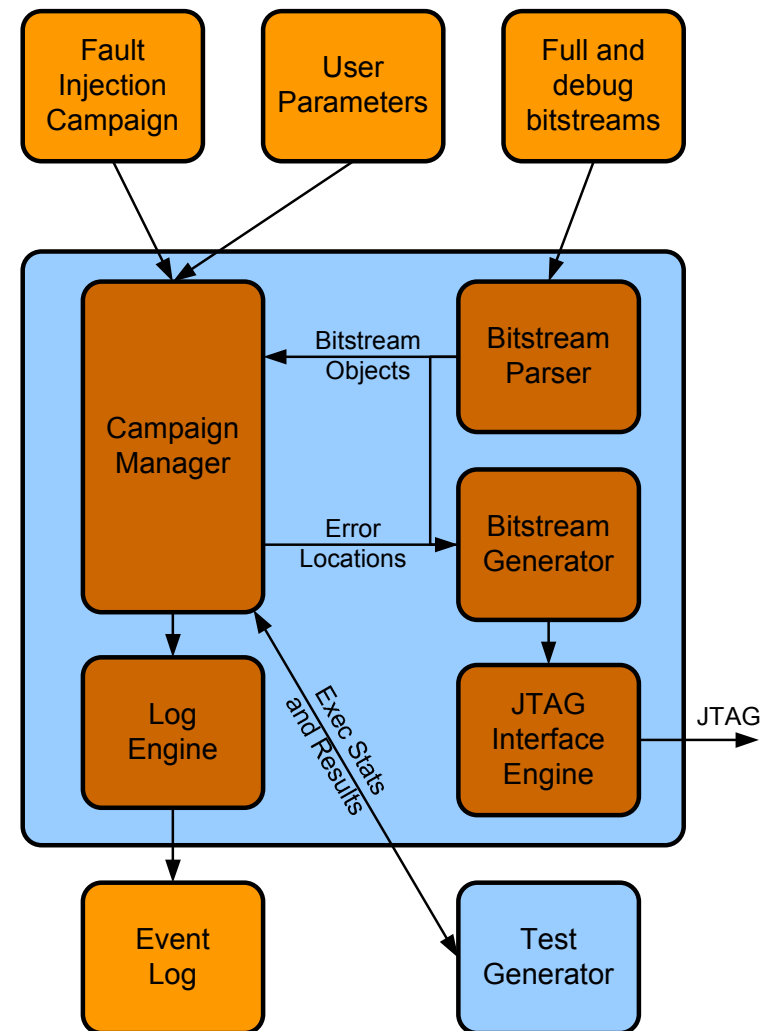 Fault
Injection
Campaign
User
Parameters
Full and
debug
bitstreams
Campaign
Manager
Bitstream
Objects
Bitstream
Parser
Error
Locations
Bitstream
Generator
Log
Engine
Exec Stats
and Results
JTAG
Interface
Engine
JTAG
Event
Log
Test
Generator